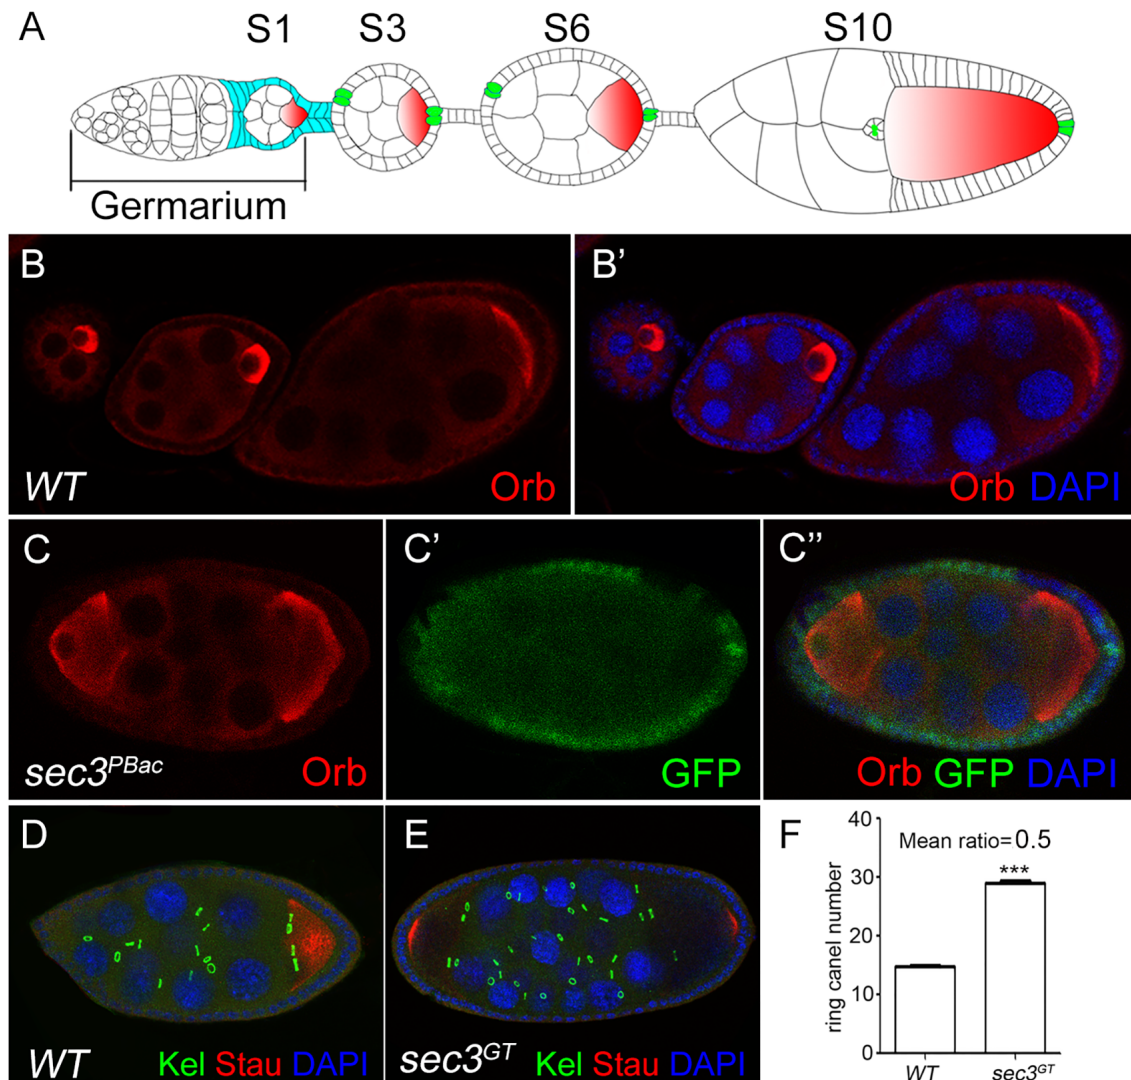 A S1 S3 S6 S10
Germarium
B B’
WT Orb Orb DAPI
C C’ C’’
sec3PBac Orb GFP Orb GFP DAPI
D E F
WT Kel Stau DAPI sec3GT Kel Stau DAPI
Mean ratio=0.5
***
ring canel number
40
30
20
10
0
WT sec3GT